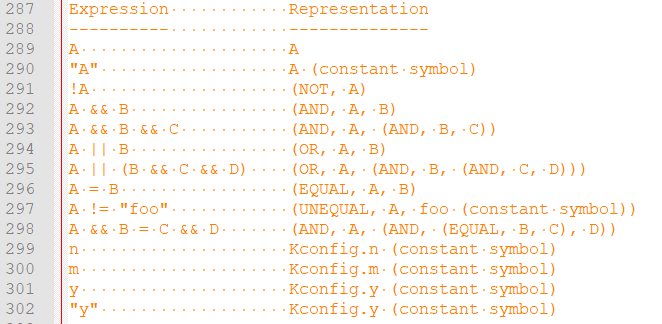 287 Expression            Representation
288 ----------            --------------
289 A                     A
290 "A"                   A (constant symbol)
291 !A                    (NOT, A)
292 A && B                (AND, A, B)
293 A && B && C           (AND, A, (AND, B, C))
294 A || B                (OR, A, B)
295 A || (B && C && D)    (OR, A, (AND, B, (AND, C, D)))
296 A = B                 (EQUAL, A, B)
297 A != "foo"            (UNEQUAL, A, foo (constant symbol))
298 A && B = C && D       (AND, A, (AND, (EQUAL, B, C), D))
299 n                     Kconfig.n (constant symbol)
300 m                     Kconfig.m (constant symbol)
301 y                     Kconfig.y (constant symbol)
302 "y"                   Kconfig.y (constant symbol)